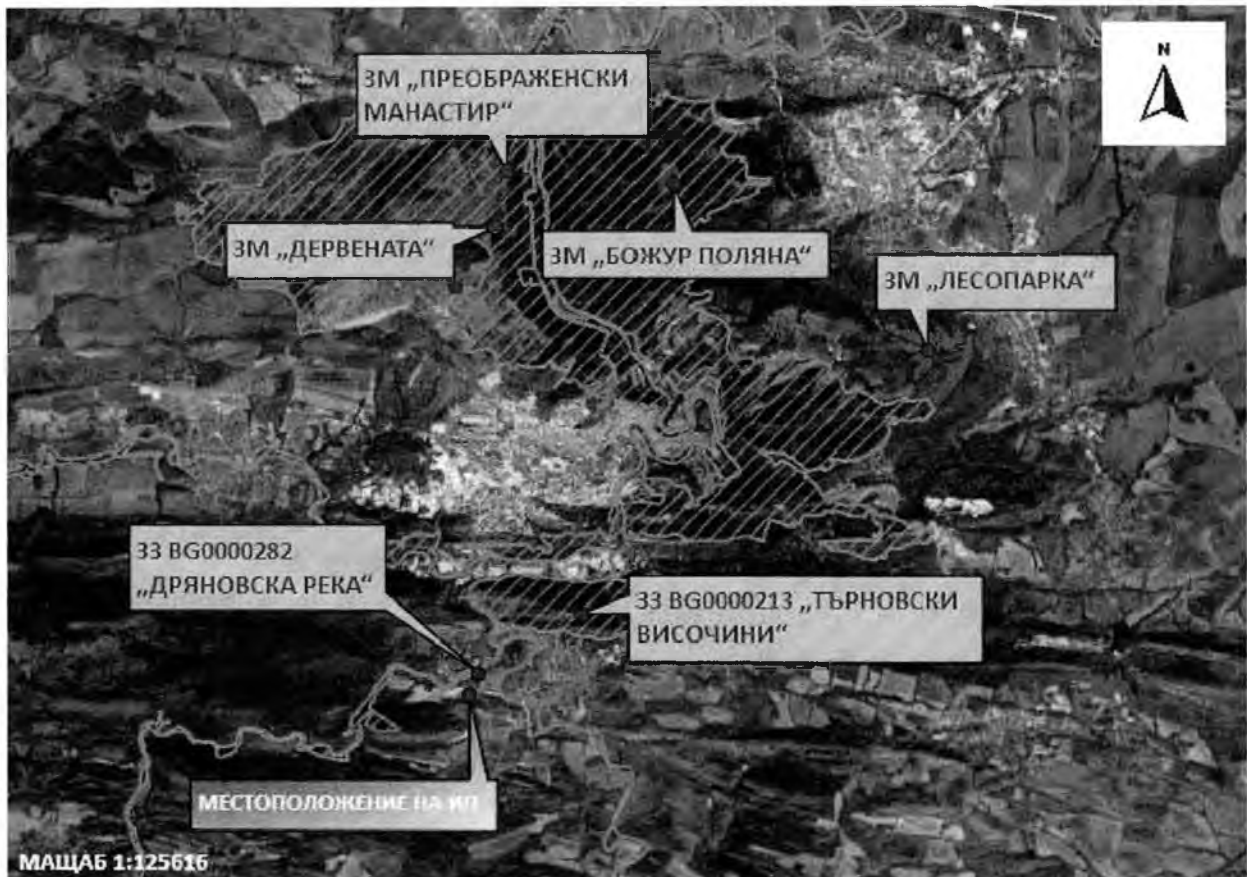 N
ЗМ „ПРЕОБРАЖЕНСКИ
МАНАСТИР“
ЗМ „ДЕРВЕНАТА“
ЗМ „БОЖУР ПОЛЯНА“
ЗМ „ЛЕСОПАРКА“
ЗЗ BG0000282
„ДРЯНОВСКА РЕКА“
ЗЗ BG0000213 „ТЪРНОВСКИ
ВИСОЧИНИ“
МЕСТОПОЛОЖЕНИЕ НА ИП
МАЩАБ 1:125616